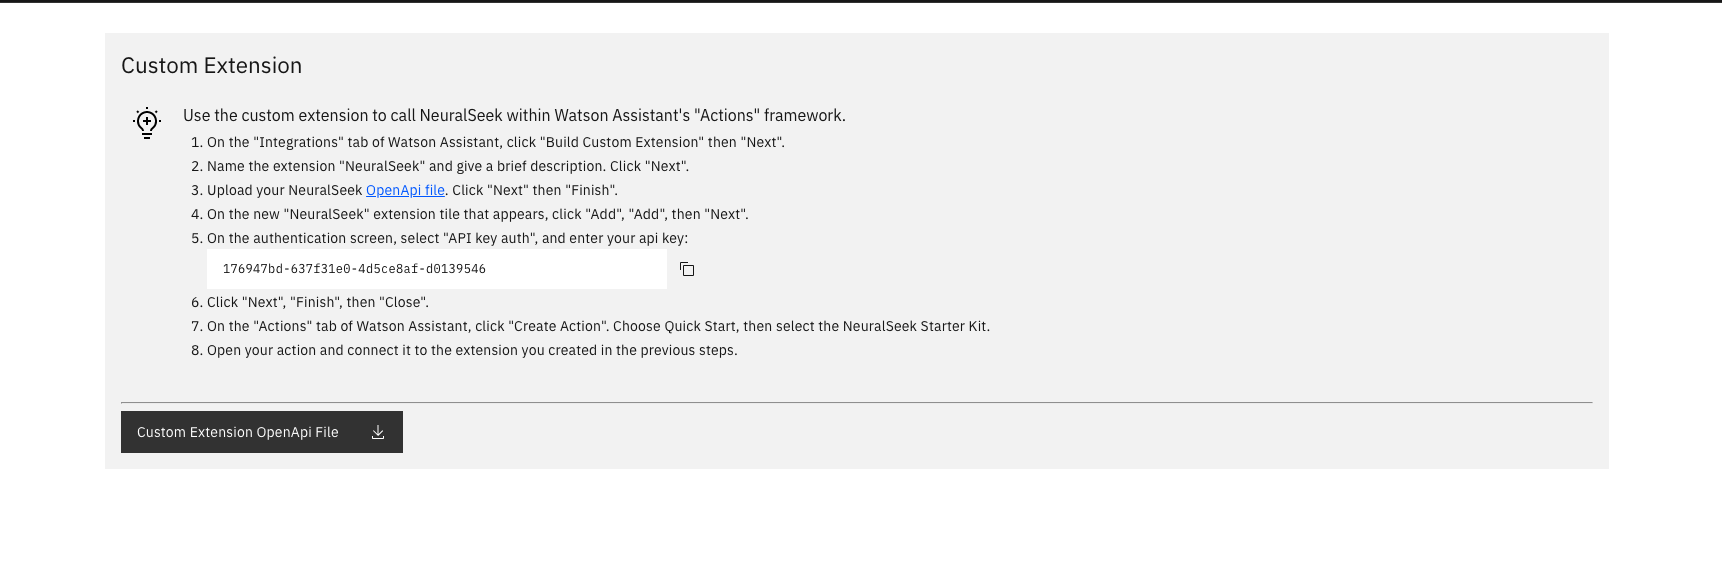 Custom Extension
Use the custom extension to call NeuralSeek within Watson Assistant's "Actions" framework.
1. On the "Integrations" tab of Watson Assistant, click "Build Custom Extension" then "Next".
2. Name the extension "NeuralSeek" and give a brief description. Click "Next".
3. Upload your NeuralSeek OpenApi file. Click "Next" then "Finish".
4. On the new "NeuralSeek" extension tile that appears, click "Add", "Add", then "Next".
5. On the authentication screen, select "API key auth", and enter your api key:
176947bd-637f31e0-4d5ce8af-d0139546
6. Click "Next", "Finish", then "Close".
7. On the "Actions" tab of Watson Assistant, click "Create Action". Choose Quick Start, then select the NeuralSeek Starter Kit.
8. Open your action and connect it to the extension you created in the previous steps.
Custom Extension OpenApi File